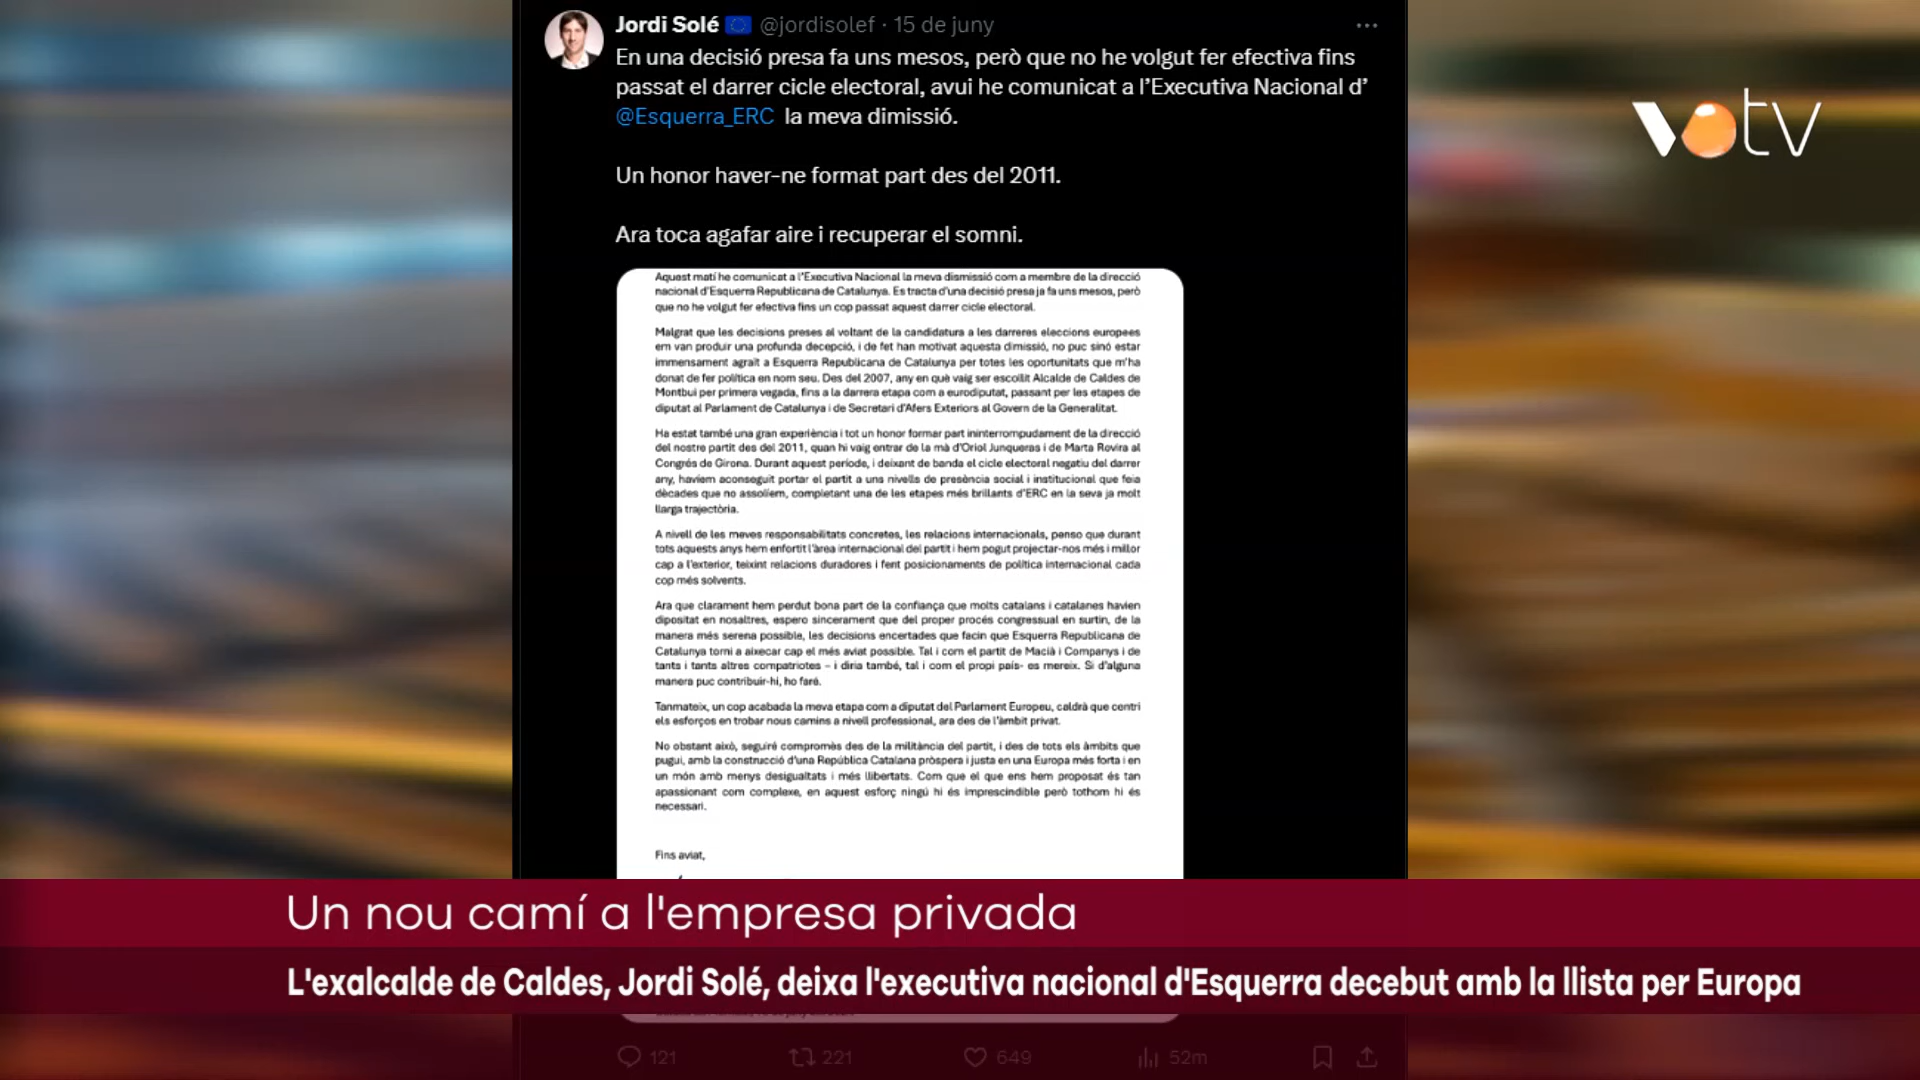 Jordi Solé @jordisolef · 15 de juny
En una decisió presa fa uns mesos, però que no he volgut fer efectiva fins
passat el darrer cicle electoral, avui he comunicat a l’Executiva Nacional d’
@Esquerra_ERC la meva dimissió.
Un honor haver-ne format part des del 2011.
Ara toca agafar aire i recuperar el somni.
votv
Aquest matí he comunicat a l’Executiva Nacional la meva dismissió com a membre de la direcció
nacional d’Esquerra Republicana de Catalunya. Es tracta d’una decisió presa ja fa uns mesos, però
que no he volgut fer efectiva fins un cop passat aquest darrer cicle electoral.
Malgrat que les decisions preses al voltant de la candidatura a les darreres eleccions europees
em van produir una profunda decepció, i de fet han motivat aquesta dimissió, no puc sinó estar
immensament agraït a Esquerra Republicana de Catalunya per totes les oportunitats que m’ha
donat de fer política en nom seu. Des del 2007, any en què vaig ser escollit Alcalde de Caldes de
Montbui per primera vegada, fins a la darrera etapa com a eurodiputat, passant per les etapes de
diputat al Parlament de Catalunya i de Secretari d’Afers Exteriors al Govern de la Generalitat.
Ha estat també una gran experiència i tot un honor formar part ininterrompudament de la direcció
del nostre partit des del 2011, quan hi vaig entrar de la mà d’Oriol Junqueras i de Marta Rovira al
Congrés de Girona. Durant aquest període, i deixant de banda el cicle electoral negatiu del darrer
any, havíem aconseguit portar el partit a uns nivells de presència social i institucional que feia
dècades que no assolíem, completant una de les etapes més brillants d’ERC en la seva ja molt
llarga trajectòria.
A nivell de les meves responsabilitats concretes, les relacions internacionals, penso que durant
tots aquests anys hem enfortit l’àrea internacional del partit i hem pogut projectar-nos més i millor
cap a l’exterior, teixint relacions duradores i fent posicionaments de política internacional cada
cop més solvents.
Ara que clarament hem perdut bona part de la confiança que molts catalans i catalanes havien
dipositat en nosaltres, espero sincerament que del proper procés congressual en surtin, de la
manera més serena possible, les decisions encertades que facin que Esquerra Republicana de
Catalunya torni a aixecar cap el més aviat possible. Tal i com el partit de Macià i Companys i de
tants i tants altres compatriotes – i diria també, tal i com el propi país- es mereix. Si d’alguna
manera puc contribuir-hi, ho faré.
Tanmateix, un cop acabada la meva etapa com a diputat del Parlament Europeu, caldrà que centri
els esforços en trobar nous camins a nivell professional, ara des de l’àmbit privat.
No obstant això, seguiré compromès des de la militància del partit, i des de tots els àmbits que
pugui, amb la construcció d’una República Catalana pròspera i justa en una Europa més forta i en
un món amb menys desigualtats i més llibertats. Com que el que ens hem proposat és tan
apassionant com complexe, en aquest esforç ningú hi és imprescindible però tothom hi és
necessari.
Fins aviat,
Un nou camí a l'empresa privada
L'exalcalde de Caldes, Jordi Solé, deixa l'executiva nacional d'Esquerra decebut amb la llista per Europa
121 221 649 52m